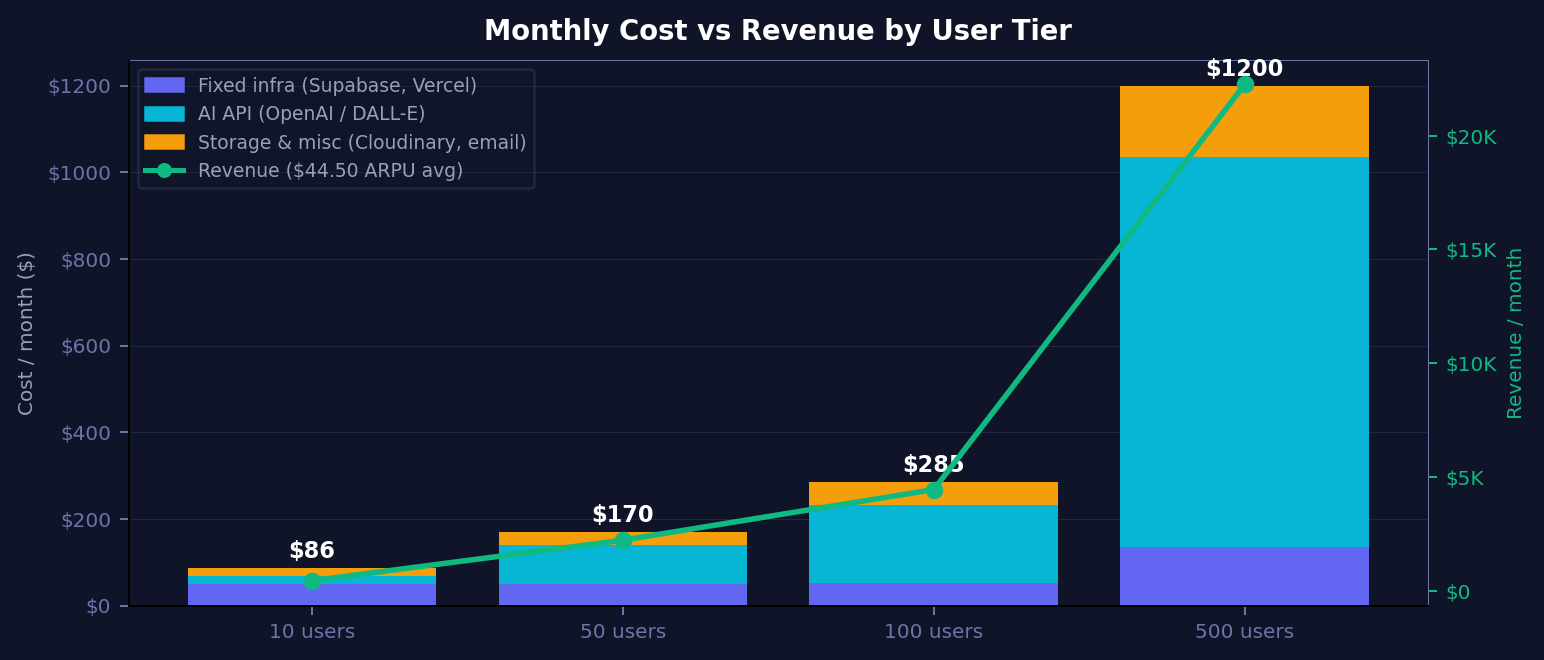 Monthly Cost vs Revenue by User Tier
Fixed infra (Supabase, Vercel)
AI API (OpenAI / DALL-E)
Storage & misc (Cloudinary, email)
Revenue ($44.50 ARPU avg)
Cost / month ($)
$1200
$1000
$800
$600
$400
$200
$0
$86
$170
$285
$1200
$20K
$15K
$10K
$5K
$0
Revenue / month
10 users
50 users
100 users
500 users